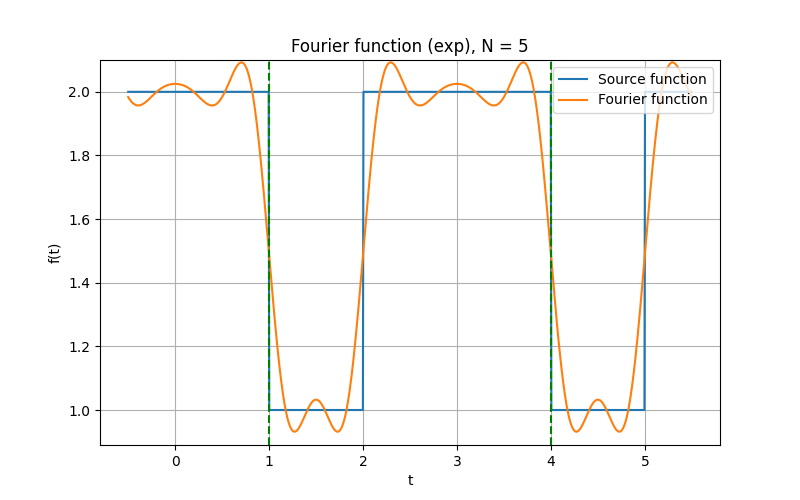 Fourier function (exp), N = 5
Source function
Fourier function
f(t)
2.0
1.8
1.6
1.4
1.2
1.0
0 1 2 3 4 5
t